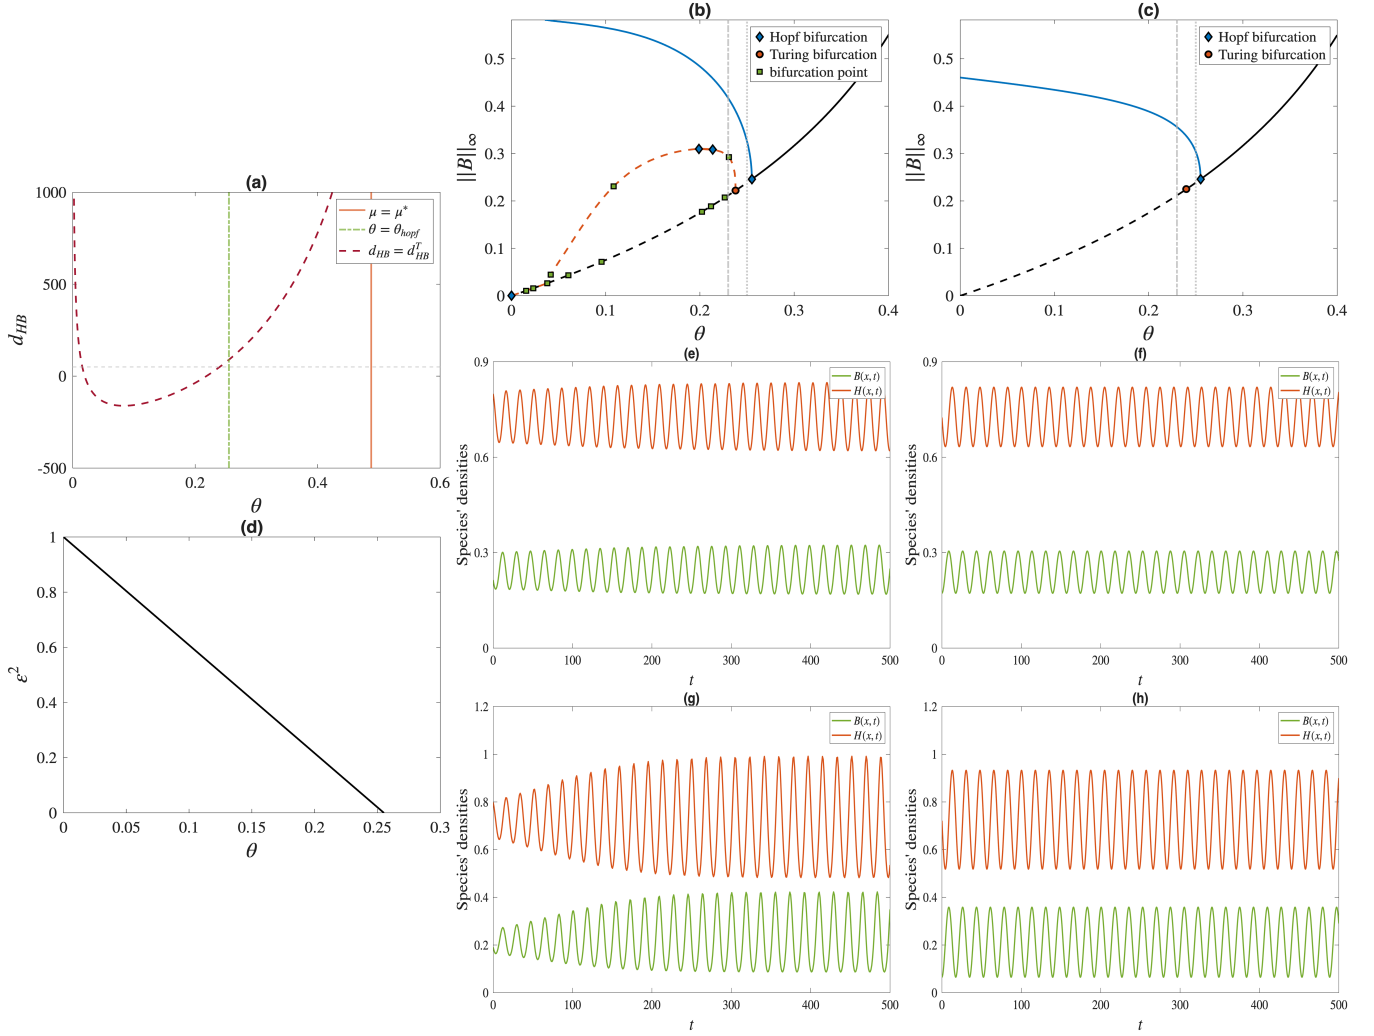 (a)
1000
500
0
-500
0
0.2
0.4
0.6
d_{HB}
θ
μ = μ*
θ = θ_{hopf}
d_{HB} = d^{T}_{HB}
(b)
||B||_∞
0.5
0.4
0.3
0.2
0.1
0
0
0.1
0.2
0.3
0.4
θ
Hopf bifurcation
Turing bifurcation
bifurcation point
(c)
||B||_∞
0.5
0.4
0.3
0.2
0.1
0
0
0.1
0.2
0.3
0.4
θ
Hopf bifurcation
Turing bifurcation
(d)
ε²
1
0.8
0.6
0.4
0.2
0
0
0.05
0.1
0.15
0.2
0.25
0.3
θ
(e)
Species' densities
0.9
0.6
0.3
0
0
100
200
300
400
500
t
B(x,t)
H(x,t)
(f)
Species' densities
0.9
0.6
0.3
0
0
100
200
300
400
500
t
B(x,t)
H(x,t)
(g)
Species' densities
1.2
1
0.8
0.6
0.4
0.2
0
0
100
200
300
400
500
t
B(x,t)
H(x,t)
(h)
Species' densities
1.2
1
0.8
0.6
0.4
0.2
0
0
100
200
300
400
500
t
B(x,t)
H(x,t)